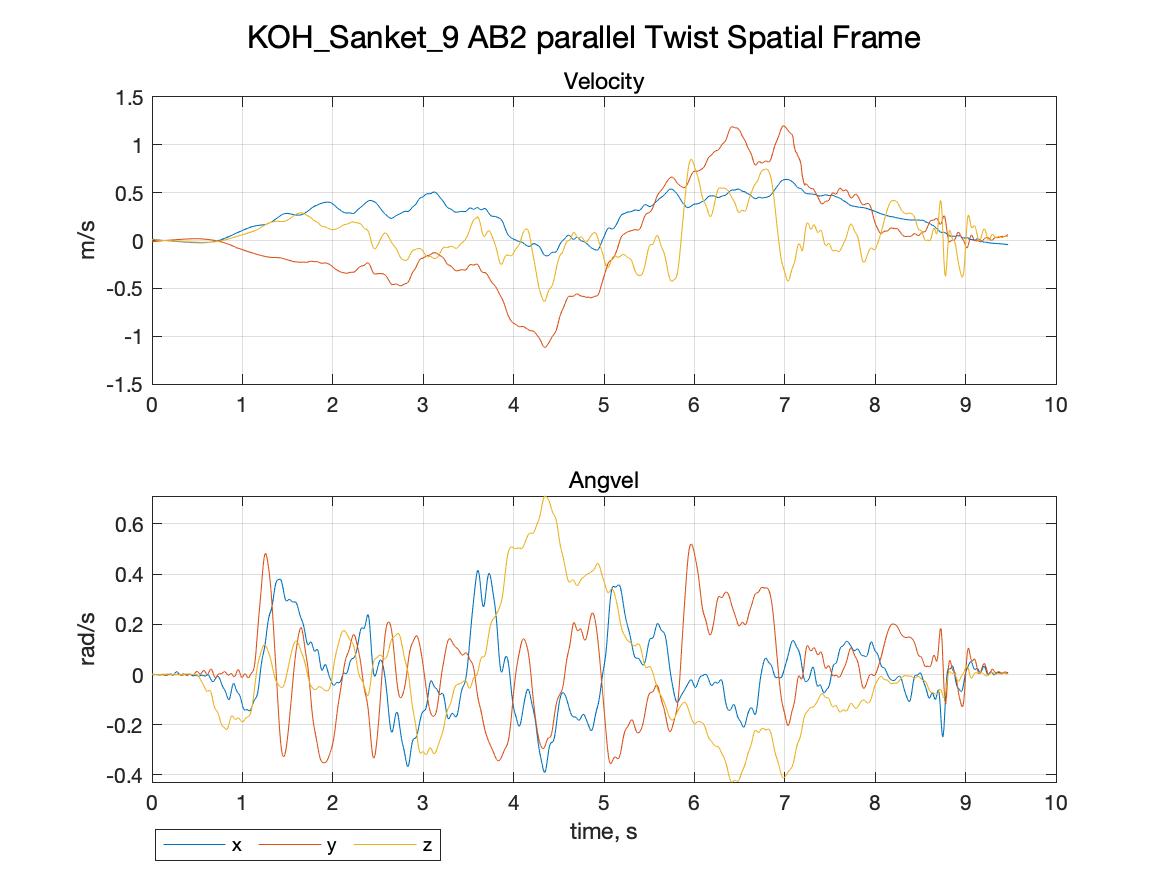 KOH_Sanket_9 AB2 parallel Twist Spatial Frame
Velocity
1.5
1
0.5
0
-0.5
-1
-1.5
m/s
0 1 2 3 4 5 6 7 8 9 10
Angvel
0.6
0.4
0.2
0
-0.2
-0.4
rad/s
0 1 2 3 4 5 6 7 8 9 10
time, s
x y z